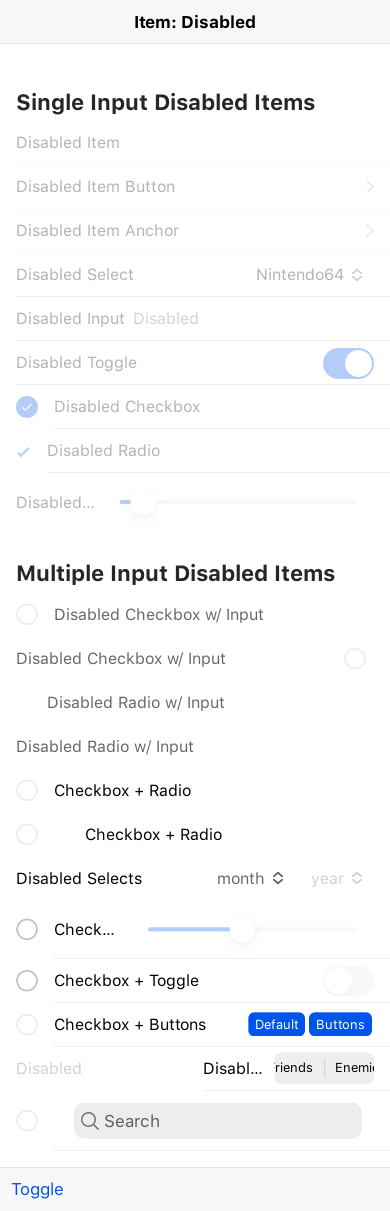 Item: Disabled
Single Input Disabled Items
Disabled Item
Disabled Item Button
Disabled Item Anchor
Disabled Select Nintendo64
Disabled Input Disabled
Disabled Toggle
Disabled Checkbox
Disabled Radio
Disabled...
Multiple Input Disabled Items
Disabled Checkbox w/ Input
Disabled Checkbox w/ Input
Disabled Radio w/ Input
Disabled Radio w/ Input
Checkbox + Radio
Checkbox + Radio
Disabled Selects month year
Check...
Checkbox + Toggle
Checkbox + Buttons Default Buttons
Disabled Disabl... riends Enemie
Search
Toggle